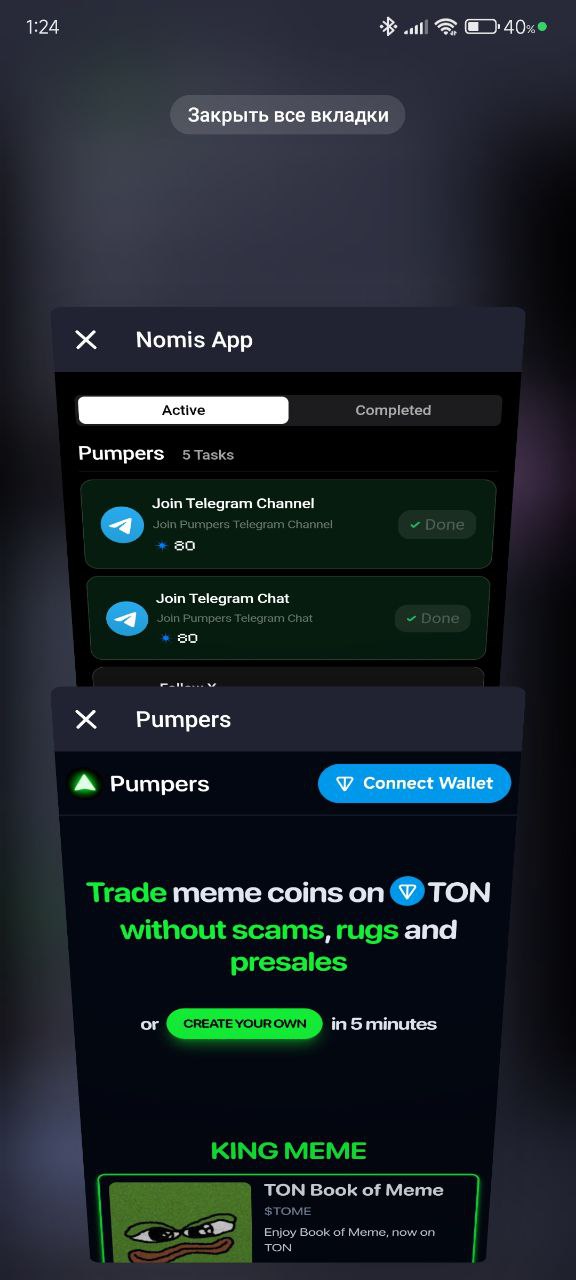 1:24
40%
Закрыть все вкладки
Nomis App
Active
Completed
Pumpers
5 Tasks
Join Telegram Channel
Join Pumpers Telegram Channel
80
Done
Join Telegram Chat
Join Pumpers Telegram Chat
80
Done
Follow X
Pumpers
Pumpers
Connect Wallet
Trade meme coins on TON
without scams, rugs and
presales
or CREATE YOUR OWN in 5 minutes
KING MEME
TON Book of Meme
$TOME
Enjoy Book of Meme, now on
TON